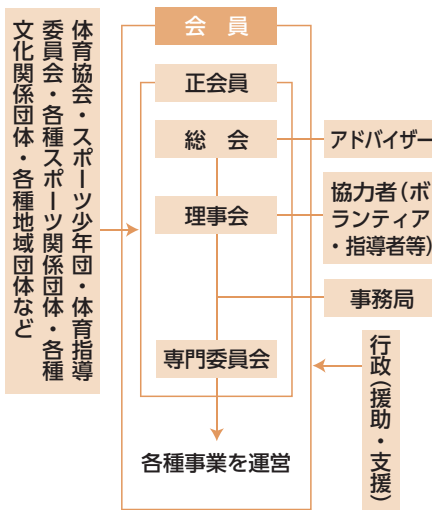 体育協会・スポーツ少年団・体育指導
委員会・各種スポーツ関係団体・各種
文化関係団体・各種地域団体など
会員
正会員
総会
アドバイザー
理事会
協力者（ボ
ランティア
・指導者等）
事務局
専門委員会
行政（援助・支援）
各種事業を運営